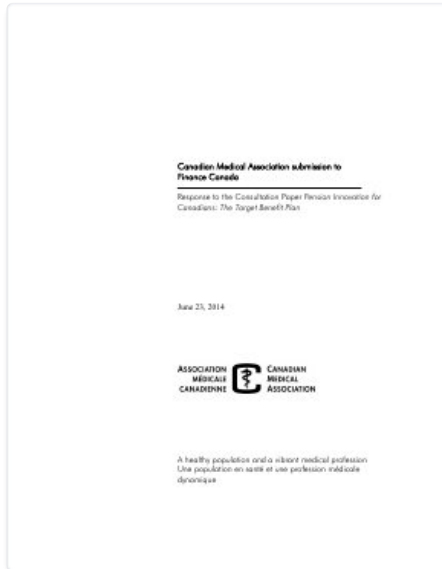 Canadian Medical Association submission to
Finance Canada
Response to the Consultation Paper Pension Innovation for
Canadians: The Target Benefit Plan
June 23, 2014
ASSOCIATION
MÉDICALE
CANADIENNE
CANADIAN
MEDICAL
ASSOCIATION
A healthy population and a vibrant medical profession
Une population en santé et une profession médicale
dynamique